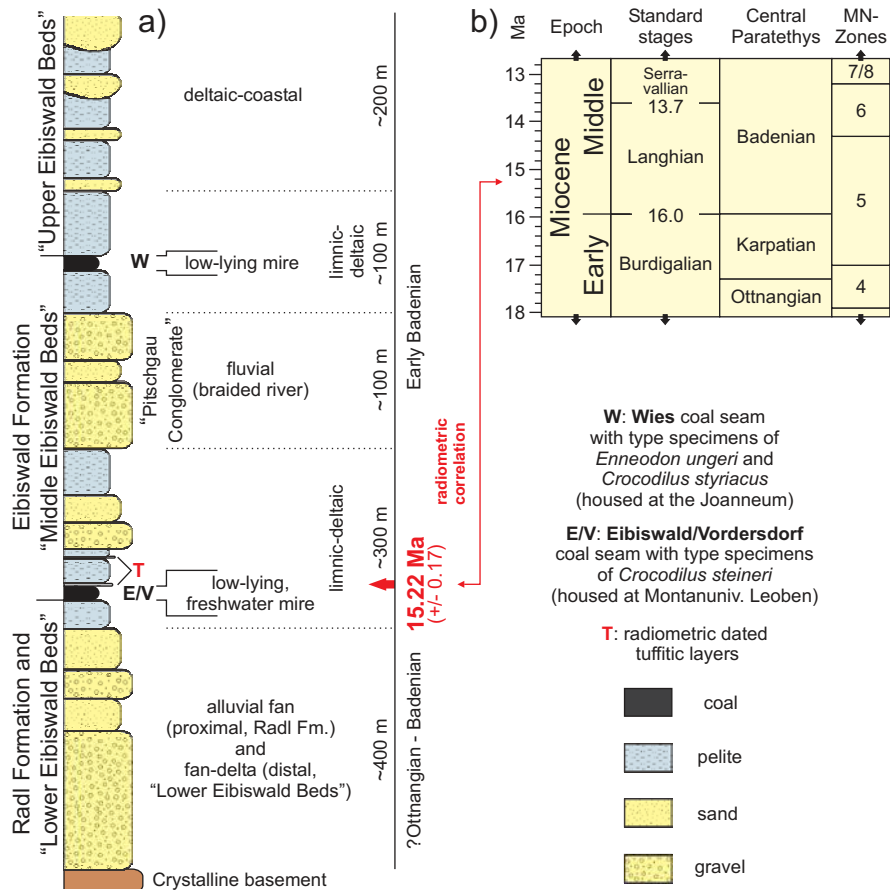 a)
"Upper Eibiswald Beds"
Eibiswald Formation
"Middle Eibiswald Beds"
Radl Formation and
"Lower Eibiswald Beds"
deltaic-coastal
~200 m
W
low-lying mire
limnic-
deltaic
~100 m
"Pitschgau
Conglomerate"
fluvial
(braided river)
~100 m
Early Badenian
T
E/V
low-lying,
freshwater mire
limnic-deltaic
~300 m
15.22 Ma
(+/- 0.17)
radiometric
correlation
alluvial fan
(proximal, Radl Fm.)
and
fan-delta (distal,
"Lower Eibiswald Beds")
~400 m
?Ottnangian - Badenian
Crystalline basement
b)
Ma
Epoch
Standard
stages
Central
Paratethys
MN-
Zones
13
14
15
16
17
18
Miocene
Middle
Early
Serra-
vallian
13.7
Langhian
16.0
Burdigalian
Badenian
Karpatian
Ottnangian
7/8
6
5
4
W: Wies coal seam
with type specimens of
Enneodon ungeri and
Crocodilus styriacus
(housed at the Joanneum)
E/V: Eibiswald/Vordersdorf
coal seam with type specimens
of Crocodilus steineri
(housed at Montanuniv. Leoben)
T: radiometric dated
tuffitic layers
coal
pelite
sand
gravel